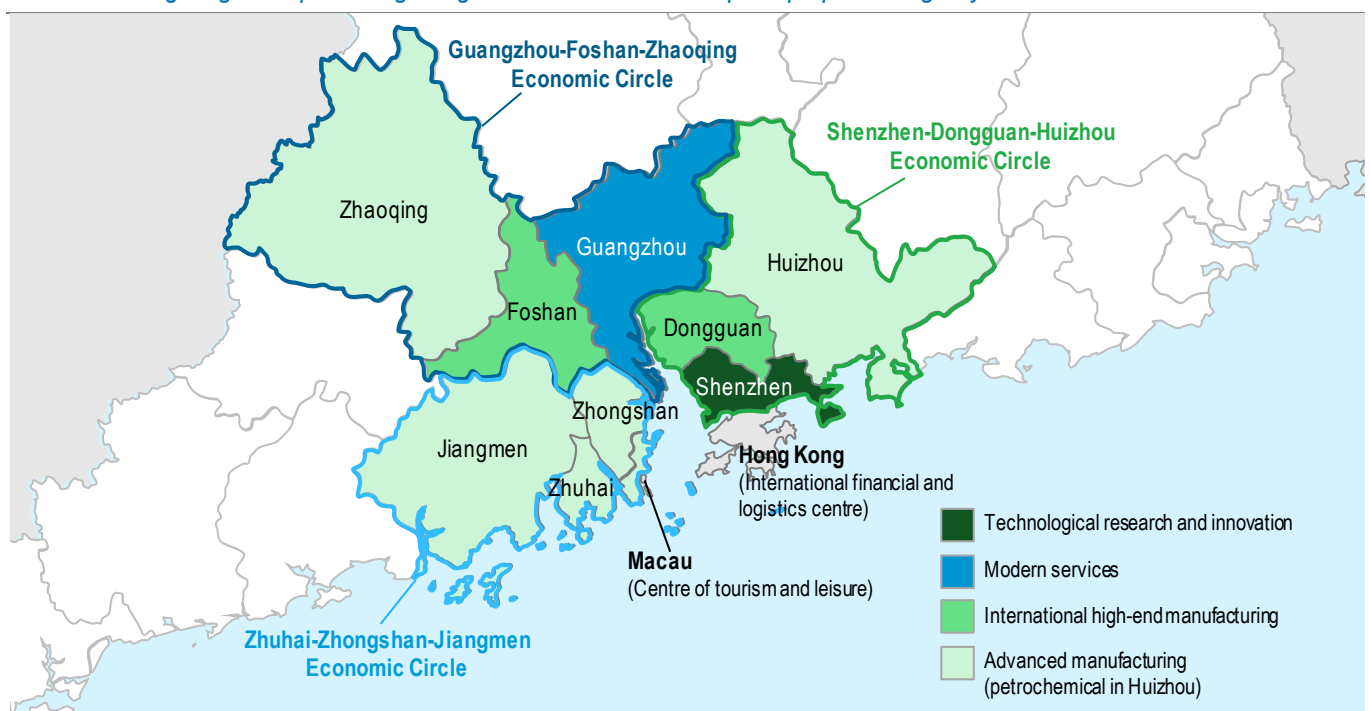 Guangzhou-Foshan-Zhaoqing
Economic Circle
Shenzhen-Dongguan-Huizhou
Economic Circle
Zhaoqing
Guangzhou
Huizhou
Foshan
Dongguan
Shenzhen
Zhongshan
Jiangmen
Hong Kong
(International financial and
logistics centre)
Zhuhai
Macau
(Centre of tourism and leisure)
Zhuhai-Zhongshan-Jiangmen
Economic Circle
Technological research and innovation
Modern services
International high-end manufacturing
Advanced manufacturing
(petrochemical in Huizhou)